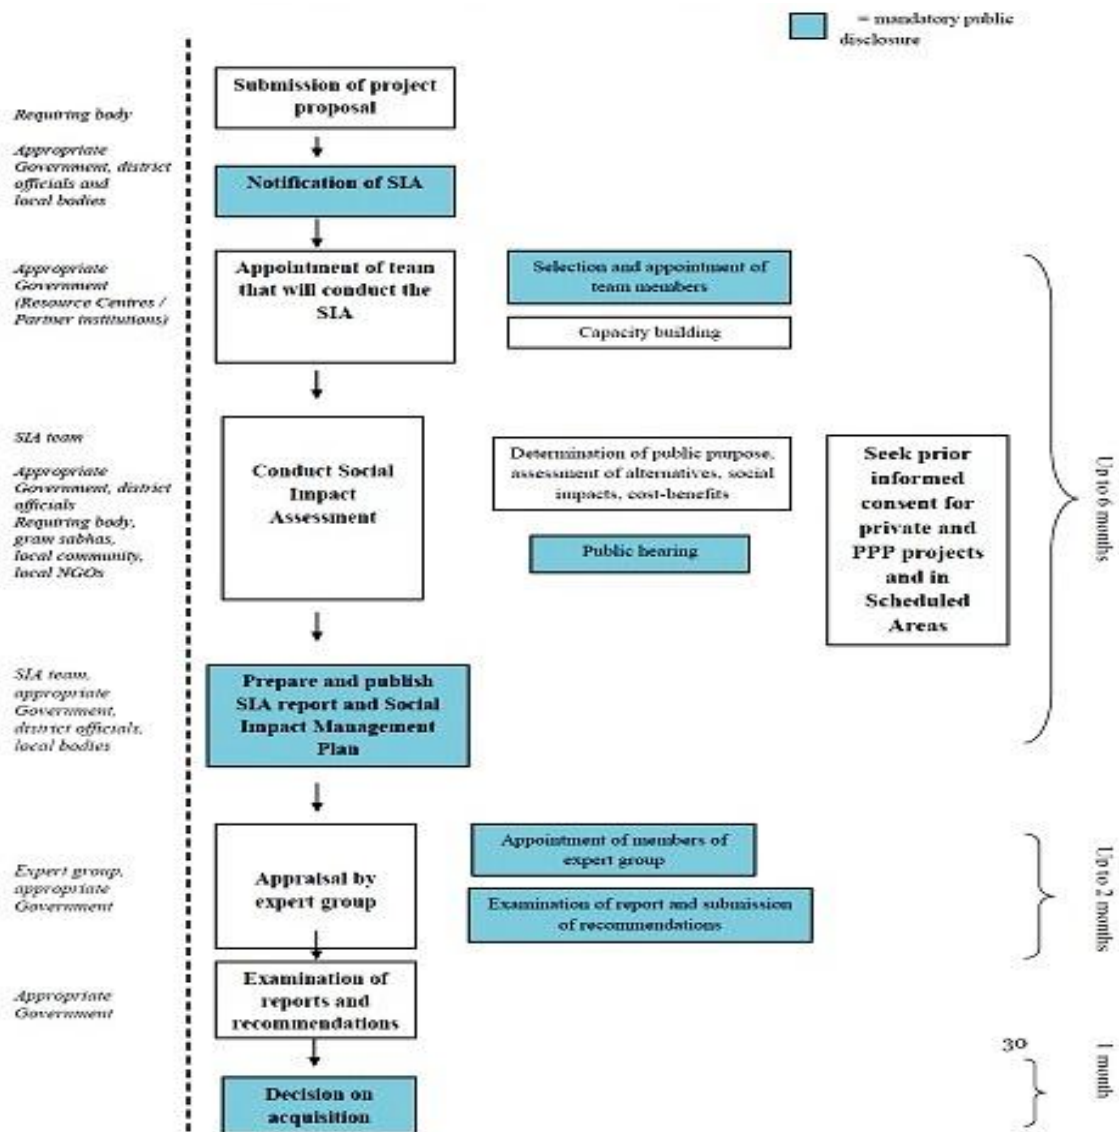 = mandatory public
disclosure
Requiring body
Submission of project
proposal
Appropriate
Government, district
officials and
local bodies
Notification of SIA
Appropriate
Government
(Resource Centres /
Partner institutions)
Appointment of team
that will conduct the
SIA
Selection and appointment of
team members
Capacity building
SIA team
Appropriate
Government, district
officials
Requiring body,
gram sabhas,
local community,
local NGOs
Conduct Social
Impact
Assessment
Determination of public purpose,
assessment of alternatives, social
impacts, cost-benefits
Public hearing
Seek prior
informed
consent for
private and
PPP projects
and in
Scheduled
Areas
Up to 6 months
SIA team,
appropriate
Government,
district officials,
local bodies
Prepare and publish
SIA report and Social
Impact Management
Plan
Expert group,
appropriate
Government
Appraisal by
expert group
Appointment of members of
expert group
Examination of report and submission
of recommendations
Up to 2 months
Appropriate
Government
Examination of
reports and
recommendations
30
1 month
Decision on
acquisition